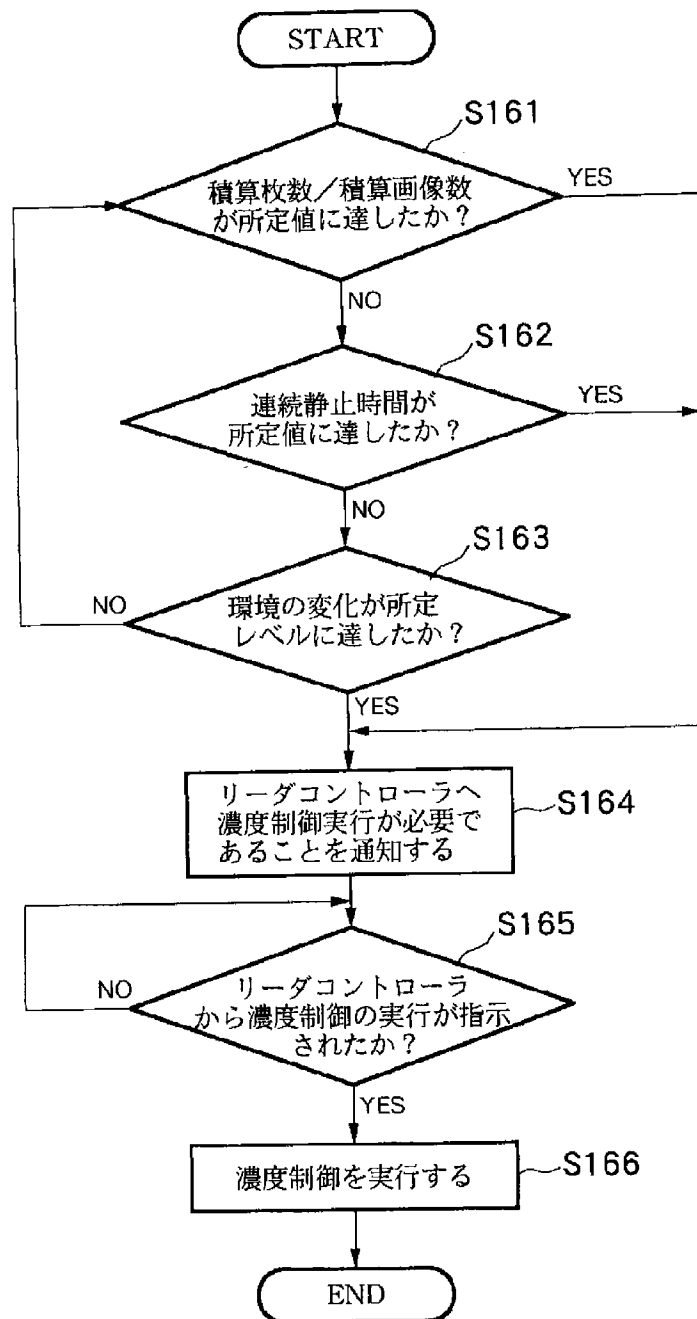 START
S161
積算枚数／積算画像数
が所定値に達したか？
YES
NO
S162
連続静止時間が
所定値に達したか？
YES
NO
S163
環境の変化が所定
レベルに達したか？
NO
YES
リーダコントローラへ
濃度制御実行が必要で
あることを通知する
S164
S165
リーダコントローラ
から濃度制御の実行が指示
されたか？
NO
YES
濃度制御を実行する
S166
END